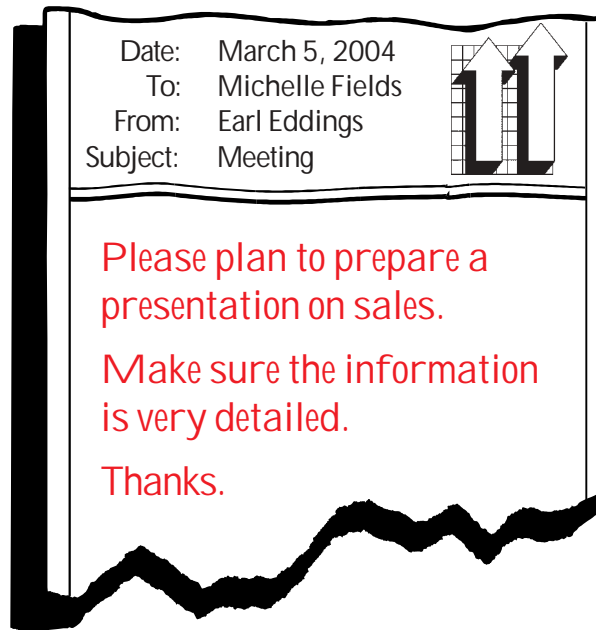 Date: March 5, 2004
To: Michelle Fields
From: Earl Eddings
Subject: Meeting
Please plan to prepare a
presentation on sales.
Make sure the information
is very detailed.
Thanks.